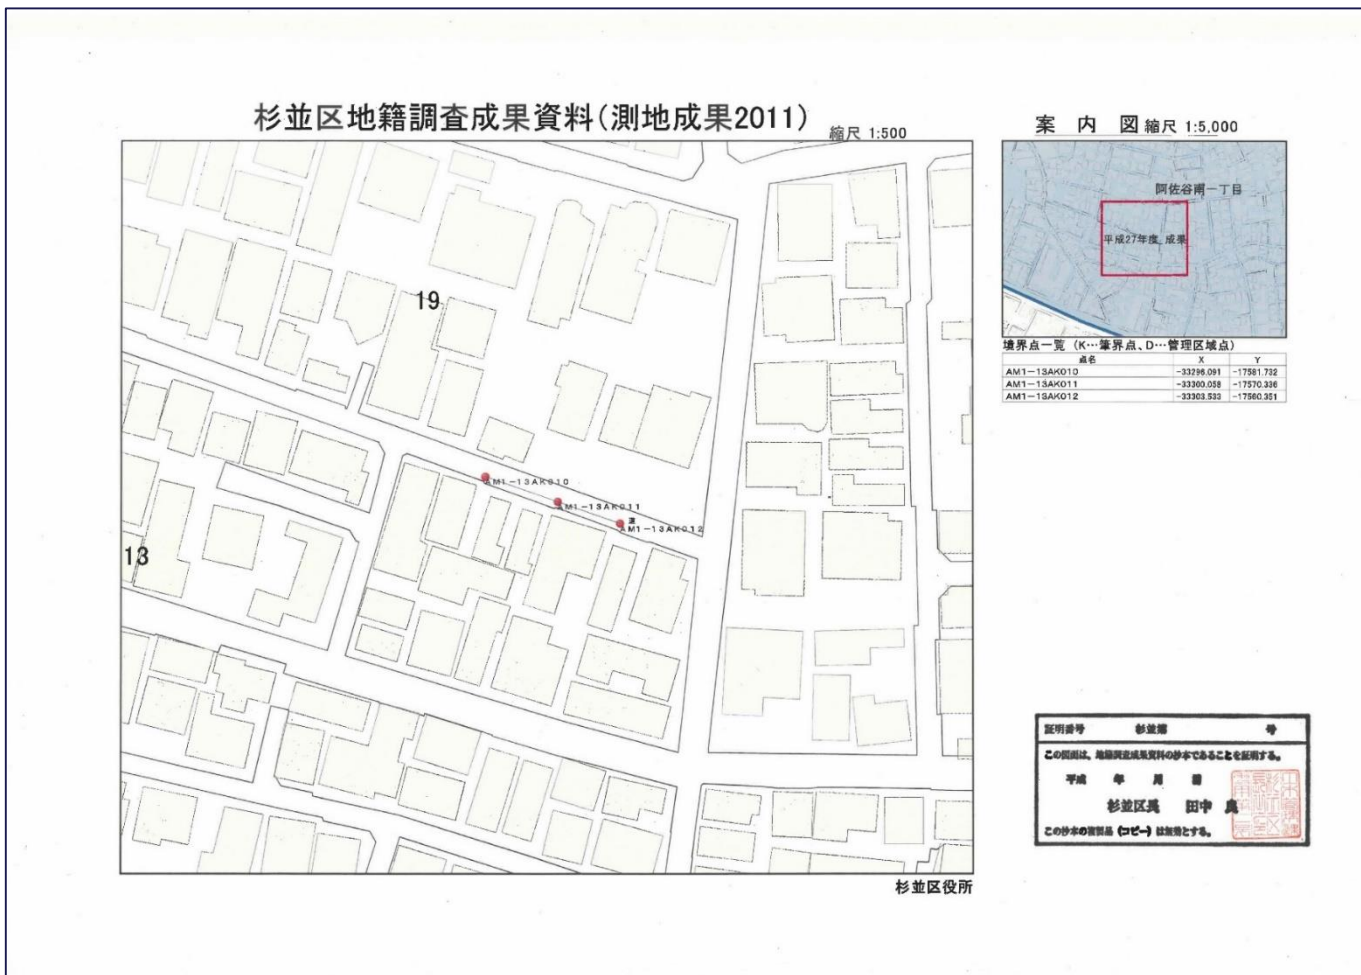 杉並区地籍調査成果資料(測地成果2011)
縮尺 1:500
19
13
AM1-13AK010
AM1-13AK011
AM1-13AK012
杉並区役所
案 内 図 縮尺 1:5,000
阿佐谷南一丁目
平成27年度 成果
境界点一覧 (K…筆界点、D…管理区域点)
点名 X Y
AM1-13AK010 -33296.091 -17581.732
AM1-13AK011 -33300.058 -17570.336
AM1-13AK012 -33303.533 -17560.351
証明番号 杉並第 号
この図面は、地籍調査成果資料の抄本であることを証明する。
平成 年 月 日
杉並区長 田中 良
この抄本の複製品(コピー)は無効とする。